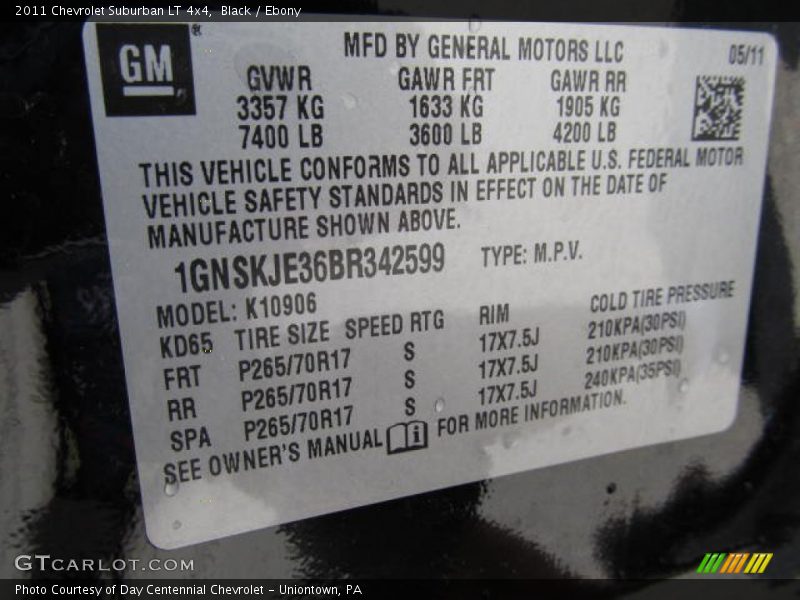 2011 Chevrolet Suburban LT 4x4, Black / Ebony
GM®
MFD BY GENERAL MOTORS LLC
05/11
GVWR GAWR FRT GAWR RR
3357 KG 1633 KG 1905 KG
7400 LB 3600 LB 4200 LB
THIS VEHICLE CONFORMS TO ALL APPLICABLE U.S. FEDERAL MOTOR
VEHICLE SAFETY STANDARDS IN EFFECT ON THE DATE OF
MANUFACTURE SHOWN ABOVE.
1GNSKJE36BR342599 TYPE: M.P.V.
MODEL: K10906
KD65 TIRE SIZE SPEED RTG RIM COLD TIRE PRESSURE
FRT P265/70R17 S 17X7.5J 210KPA(30PSI)
RR P265/70R17 S 17X7.5J 210KPA(30PSI)
SPA P265/70R17 S 17X7.5J 240KPA(35PSI)
SEE OWNER'S MANUAL i FOR MORE INFORMATION.
GTCARLOT.COM
Photo Courtesy of Day Centennial Chevrolet - Uniontown, PA